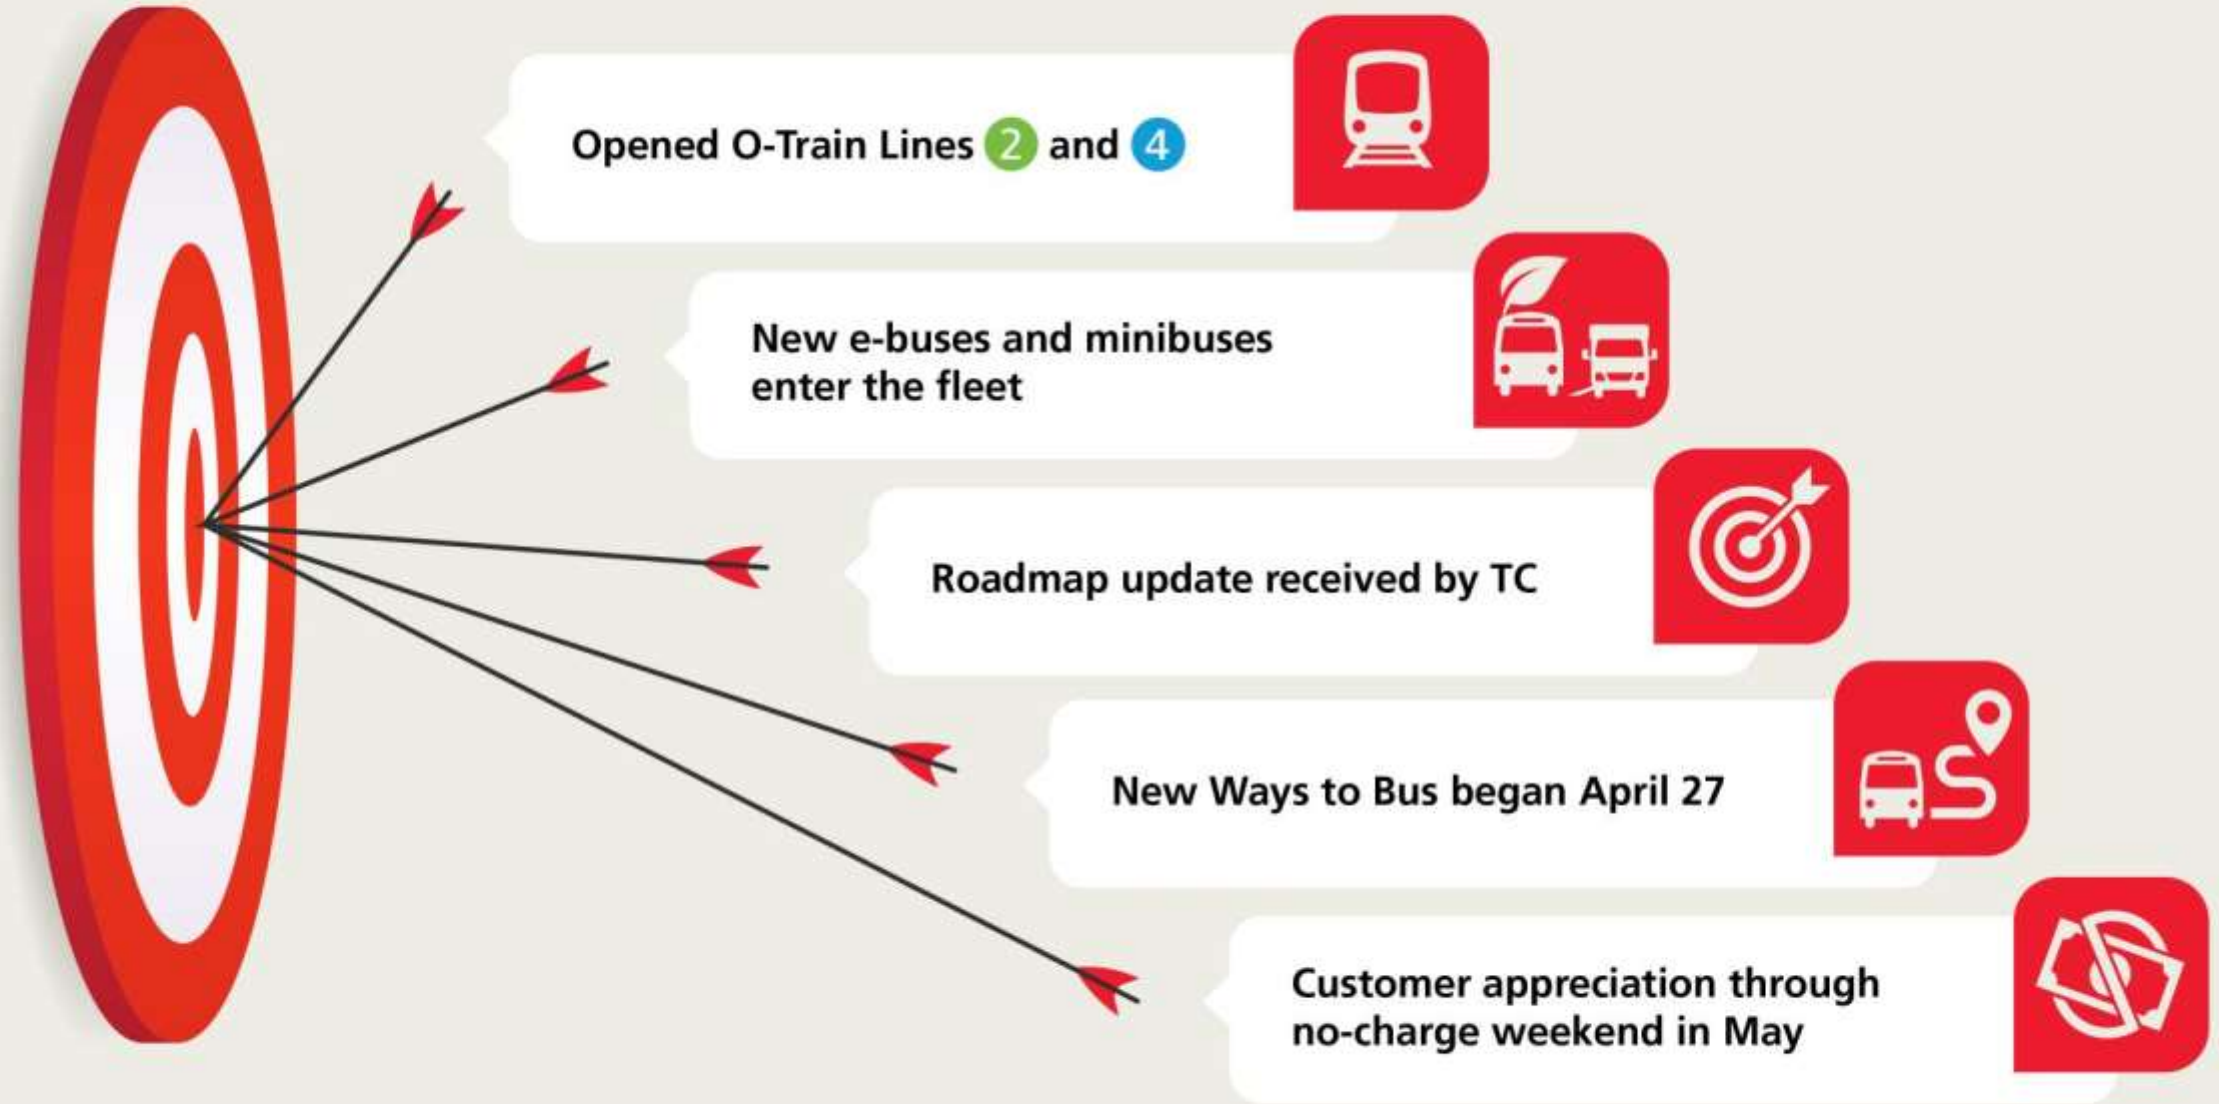 Opened O-Train Lines 2 and 4
New e-buses and minibuses
enter the fleet
Roadmap update received by TC
New Ways to Bus began April 27
Customer appreciation through
no-charge weekend in May